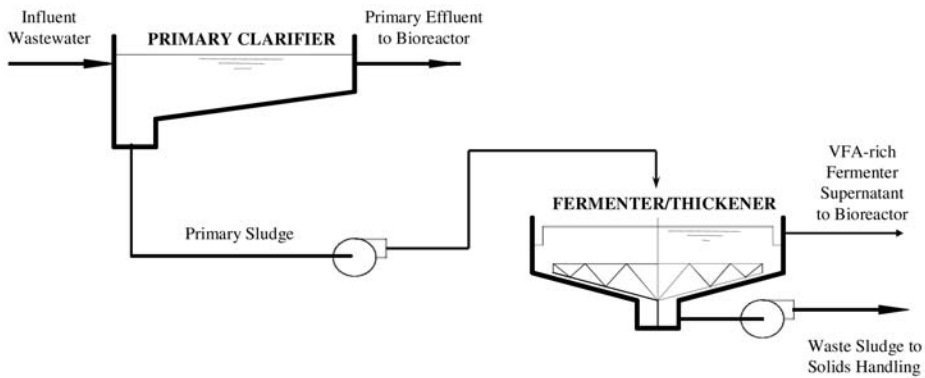 Influent
Wastewater
PRIMARY CLARIFIER
Primary Effluent
to Bioreactor
Primary Sludge
FERMENTER/THICKENER
VFA-rich
Fermenter
Supernatant
to Bioreactor
Waste Sludge to
Solids Handling